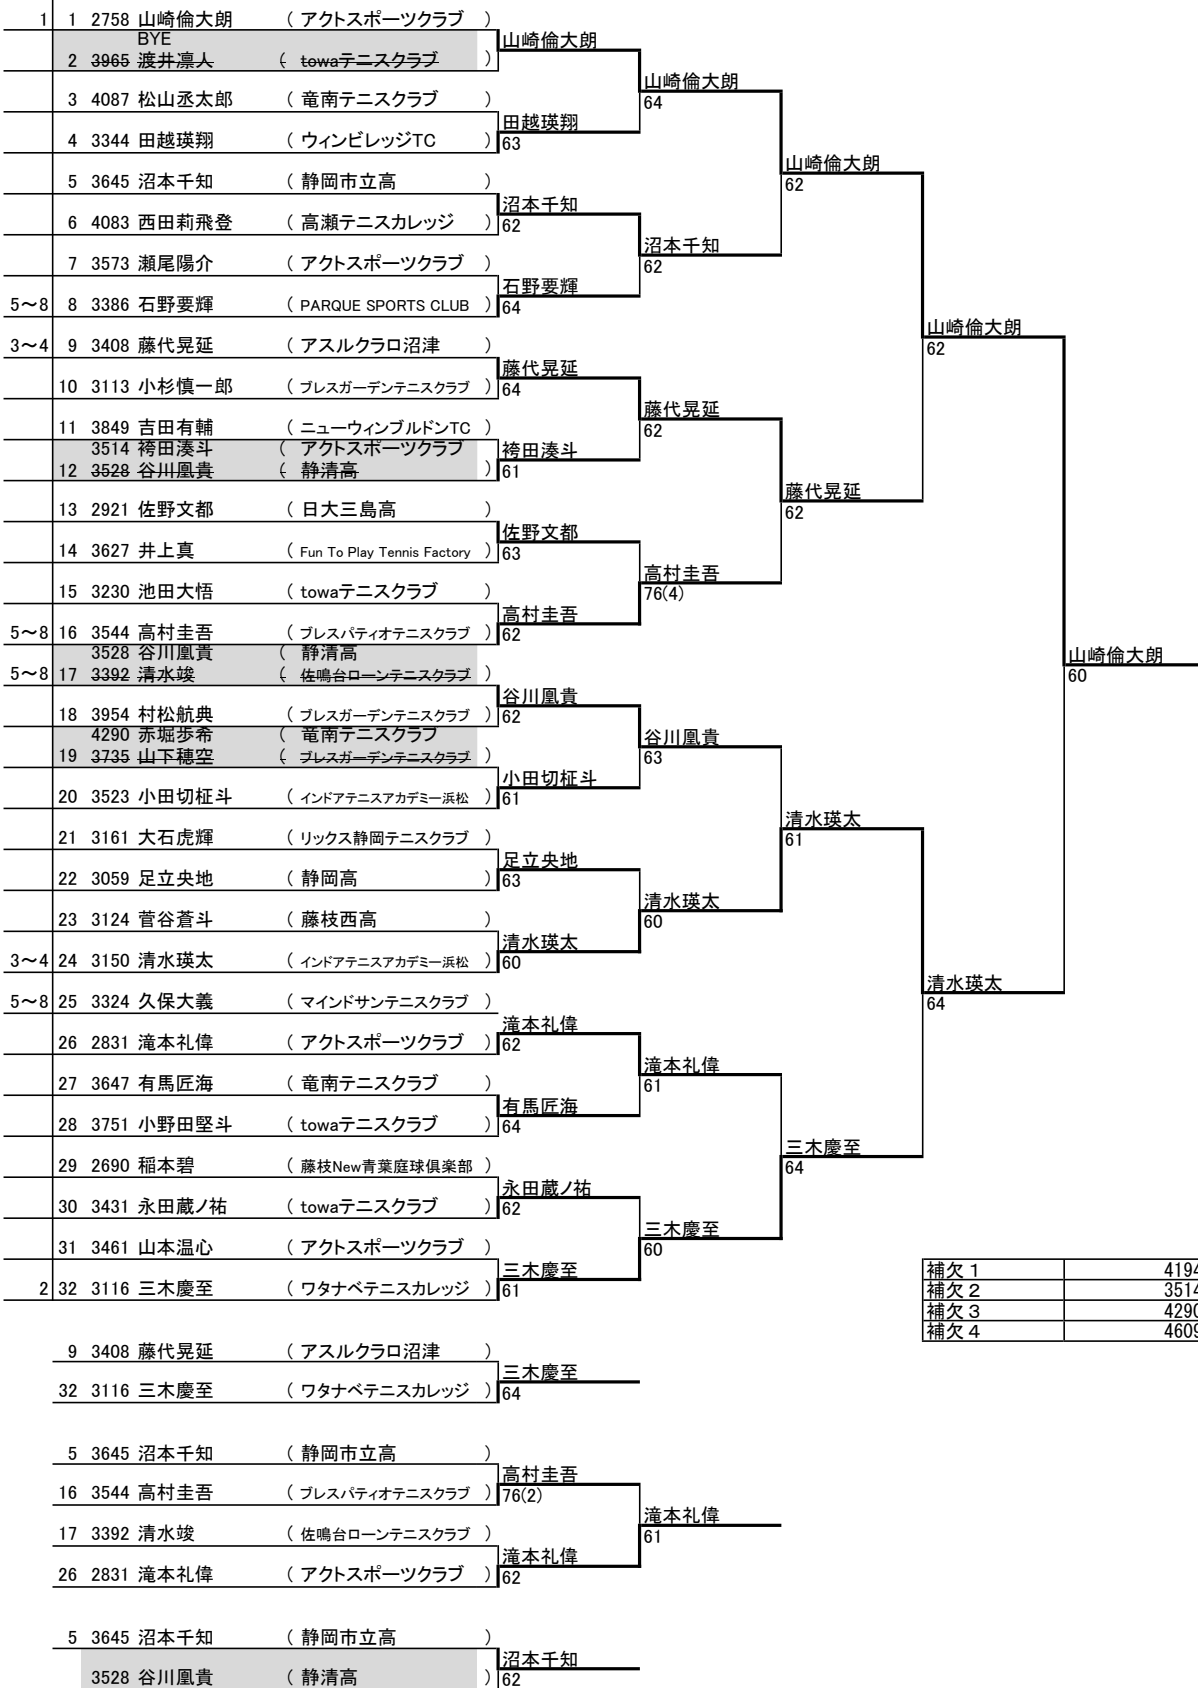 1 1 2758 山崎倫大朗 ( アクトスポーツクラブ )
BYE 山崎倫大朗
2 3965 渡井凛人 ( towaテニスクラブ )
山崎倫大朗
3 4087 松山丞太郎 ( 竜南テニスクラブ ) 64
田越瑛翔
4 3344 田越瑛翔 ( ウィンビレッジTC ) 63
山崎倫大朗
5 3645 沼本千知 ( 静岡市立高 ) 62
沼本千知
6 4083 西田莉飛登 ( 高瀬テニスカレッジ ) 62
沼本千知
7 3573 瀬尾陽介 ( アクトスポーツクラブ ) 62
石野要輝
5～8 8 3386 石野要輝 ( PARQUE SPORTS CLUB ) 64
山崎倫大朗
3～4 9 3408 藤代晃延 ( アスルクラロ沼津 ) 62
藤代晃延
10 3113 小杉慎一郎 ( ブレスガーデンテニスクラブ ) 64
藤代晃延
11 3849 吉田有輔 ( ニューウィンブルドンTC ) 62
3514 袴田湊斗 ( アクトスポーツクラブ 袴田湊斗
12 3528 谷川凰貴 ( 静清高 ) 61
藤代晃延
13 2921 佐野文都 ( 日大三島高 ) 62
佐野文都
14 3627 井上真 ( Fun To Play Tennis Factory ) 63
高村圭吾
15 3230 池田大悟 ( towaテニスクラブ ) 76(4)
高村圭吾
5～8 16 3544 高村圭吾 ( ブレスパティオテニスクラブ ) 62
3528 谷川凰貴 ( 静清高 山崎倫大朗
5～8 17 3392 清水竣 ( 佐鳴台ローンテニスクラブ ) 60
谷川凰貴
18 3954 村松航典 ( ブレスガーデンテニスクラブ ) 62
4290 赤堀歩希 ( 竜南テニスクラブ 谷川凰貴
19 3735 山下穂空 ( ブレスガーデンテニスクラブ ) 63
小田切柾斗
20 3523 小田切柾斗 ( インドアテニスアカデミー浜松 ) 61
清水瑛太
21 3161 大石虎輝 ( リックス静岡テニスクラブ ) 61
足立央地
22 3059 足立央地 ( 静岡高 ) 63
清水瑛太
23 3124 菅谷蒼斗 ( 藤枝西高 ) 60
清水瑛太
3～4 24 3150 清水瑛太 ( インドアテニスアカデミー浜松 ) 60
清水瑛太
5～8 25 3324 久保大義 ( マインドサンテニスクラブ ) 64
滝本礼偉
26 2831 滝本礼偉 ( アクトスポーツクラブ ) 62
滝本礼偉
27 3647 有馬匠海 ( 竜南テニスクラブ ) 61
有馬匠海
28 3751 小野田堅斗 ( towaテニスクラブ ) 64
三木慶至
29 2690 稲本碧 ( 藤枝New青葉庭球倶楽部 ) 64
永田蔵ノ祐
30 3431 永田蔵ノ祐 ( towaテニスクラブ ) 62
三木慶至
31 3461 山本温心 ( アクトスポーツクラブ ) 60
三木慶至 補欠１ 4194
2 32 3116 三木慶至 ( ワタナベテニスカレッジ ) 61 補欠２ 3514
補欠３ 4290
補欠４ 4609
9 3408 藤代晃延 ( アスルクラロ沼津 )
三木慶至
32 3116 三木慶至 ( ワタナベテニスカレッジ ) 64
5 3645 沼本千知 ( 静岡市立高 )
高村圭吾
16 3544 高村圭吾 ( ブレスパティオテニスクラブ ) 76(2)
滝本礼偉
17 3392 清水竣 ( 佐鳴台ローンテニスクラブ ) 61
滝本礼偉
26 2831 滝本礼偉 ( アクトスポーツクラブ ) 62
5 3645 沼本千知 ( 静岡市立高 )
沼本千知
3528 谷川凰貴 ( 静清高 ) 62